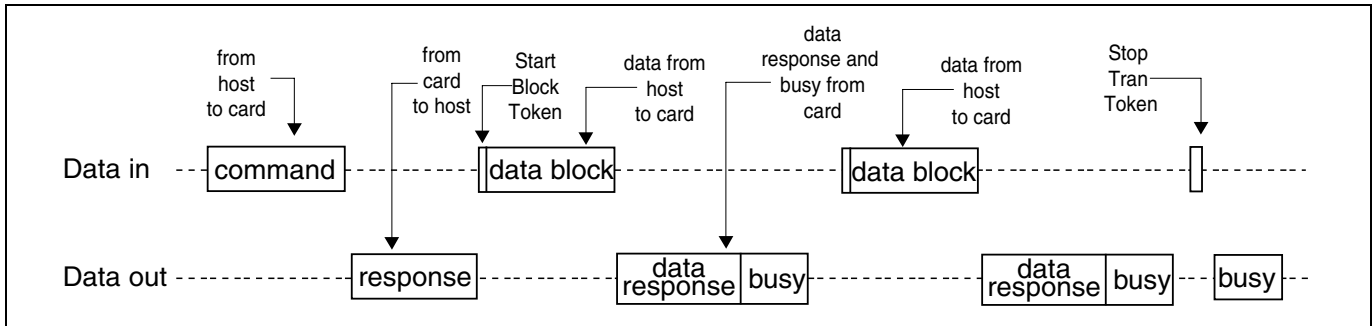 from
host
to card
from
card
to host
Start
Block
Token
data from
host
to card
data
response and
busy from
card
data from
host
to card
Stop
Tran
Token
Data in
command
data block
data block
Data out
response
data
response
busy
data
response
busy
busy